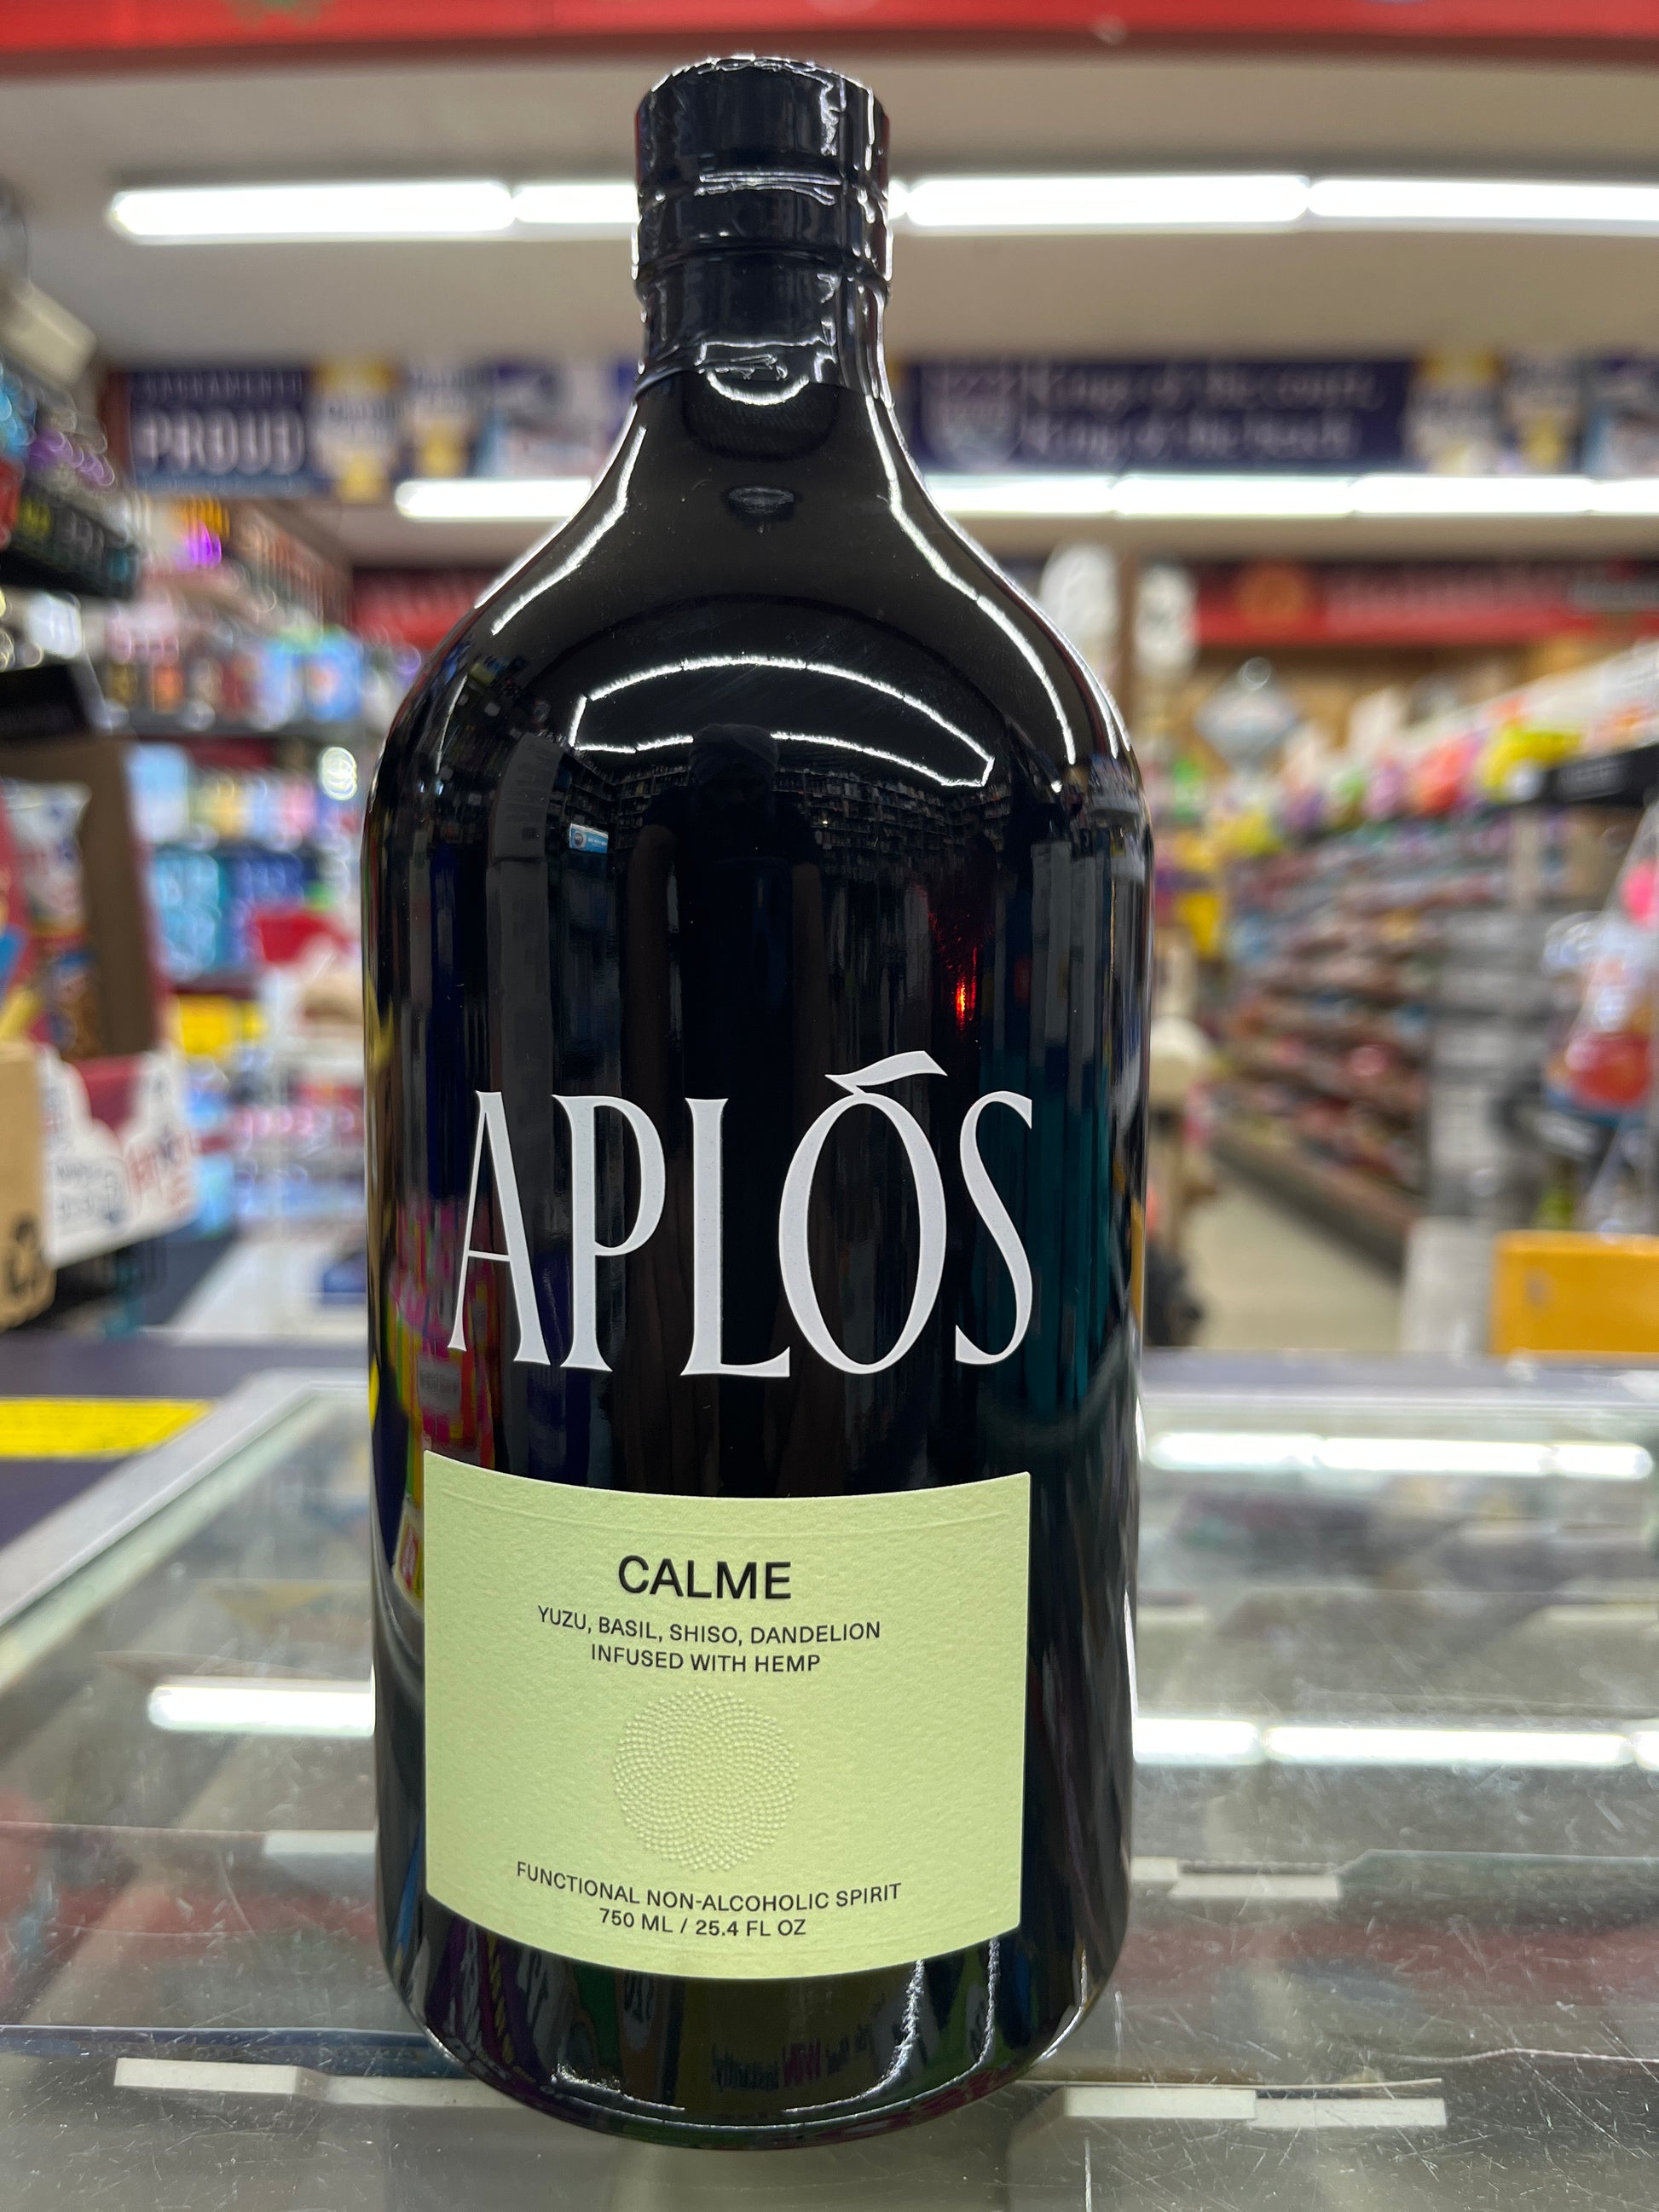 PROUD
APLŌS
CALME
YUZU, BASIL, SHISO, DANDELION
INFUSED WITH HEMP
FUNCTIONAL NON-ALCOHOLIC SPIRIT
750 ML / 25.4 FL OZ